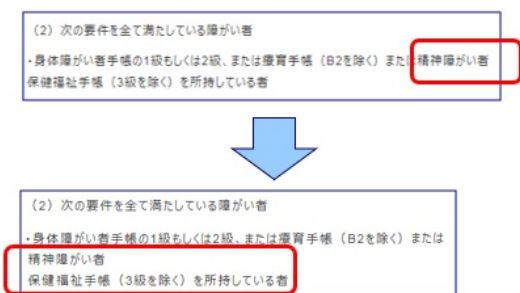 （2）次の要件を全て満たしている障がい者
・身体障がい者手帳の1級もしくは2級、または療育手帳（B2を除く）または精神障がい者
保健福祉手帳（3級を除く）を所持している者
（2）次の要件を全て満たしている障がい者
・身体障がい者手帳の1級もしくは2級、または療育手帳（B2を除く）または
精神障がい者
保健福祉手帳（3級を除く）を所持している者